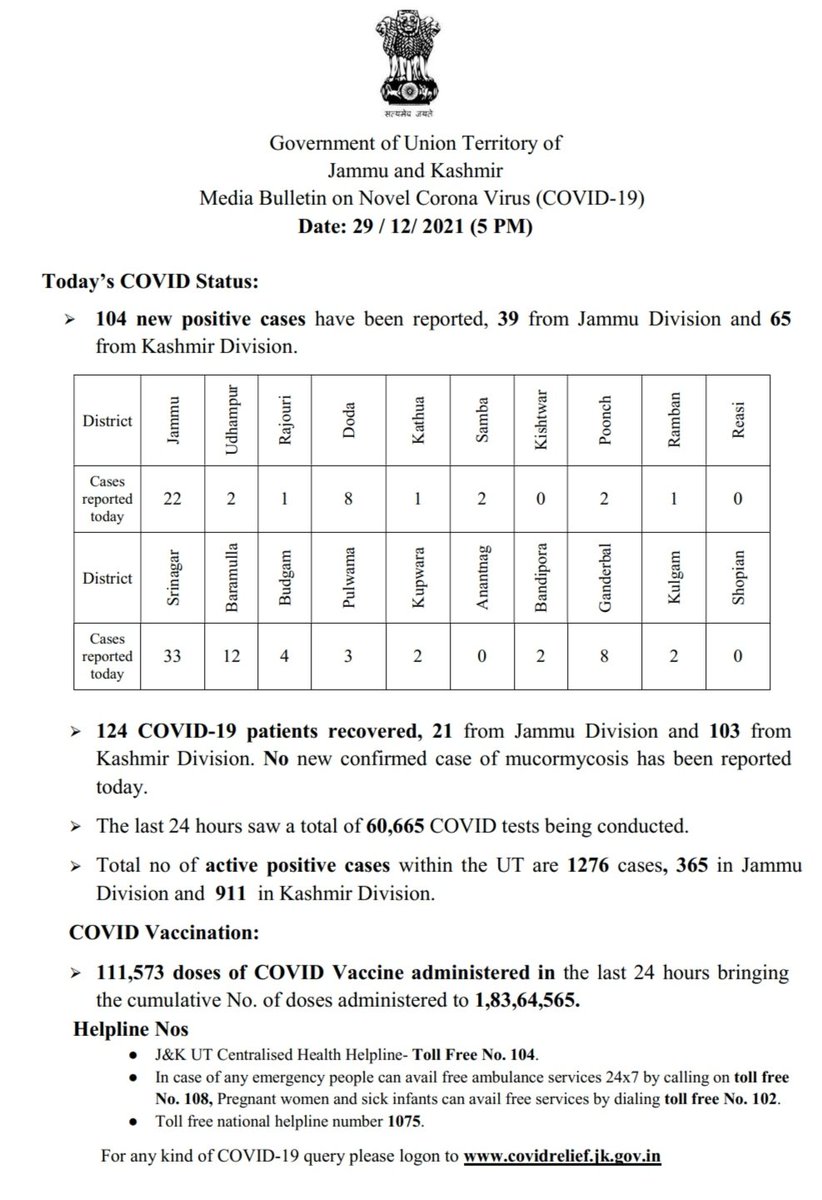 सत्यमेव जयते
Government of Union Territory of
Jammu and Kashmir
Media Bulletin on Novel Corona Virus (COVID-19)
Date: 29 / 12/ 2021 (5 PM)
Today’s COVID Status:
➢ 104 new positive cases have been reported, 39 from Jammu Division and 65
from Kashmir Division.
District Jammu Udhampur Rajouri Doda Kathua Samba Kishtwar Poonch Ramban Reasi
Cases
reported
today 22 2 1 8 1 2 0 2 1 0
District Srinagar Baramulla Budgam Pulwama Kupwara Anantnag Bandipora Ganderbal Kulgam Shopian
Cases
reported
today 33 12 4 3 2 0 2 8 2 0
➢ 124 COVID-19 patients recovered, 21 from Jammu Division and 103 from
Kashmir Division. No new confirmed case of mucormycosis has been reported
today.
➢ The last 24 hours saw a total of 60,665 COVID tests being conducted.
➢ Total no of active positive cases within the UT are 1276 cases, 365 in Jammu
Division and 911 in Kashmir Division.
COVID Vaccination:
➢ 111,573 doses of COVID Vaccine administered in the last 24 hours bringing
the cumulative No. of doses administered to 1,83,64,565.
Helpline Nos
● J&K UT Centralised Health Helpline- Toll Free No. 104.
● In case of any emergency people can avail free ambulance services 24x7 by calling on toll free
No. 108, Pregnant women and sick infants can avail free services by dialing toll free No. 102.
● Toll free national helpline number 1075.
For any kind of COVID-19 query please logon to www.covidrelief.jk.gov.in